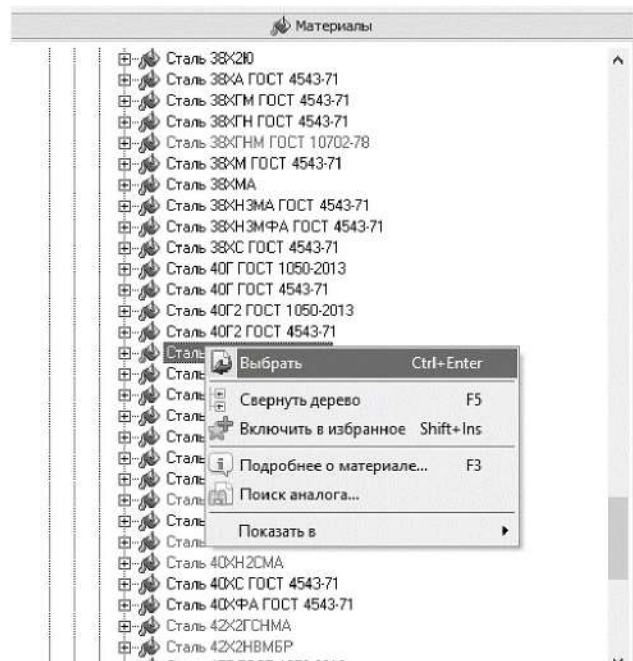 Материалы
Сталь 38Х2Ю
Сталь 38ХА ГОСТ 4543-71
Сталь 38ХГМ ГОСТ 4543-71
Сталь 38ХГН ГОСТ 4543-71
Сталь 38ХГНМ ГОСТ 10702-78
Сталь 38ХМ ГОСТ 4543-71
Сталь 38ХМА
Сталь 38ХН3МА ГОСТ 4543-71
Сталь 38ХН3МФА ГОСТ 4543-71
Сталь 38ХС ГОСТ 4543-71
Сталь 40Г ГОСТ 1050-2013
Сталь 40Г ГОСТ 4543-71
Сталь 40Г2 ГОСТ 1050-2013
Сталь 40Г2 ГОСТ 4543-71
Сталь
Выбрать Ctrl+Enter
Сталь
Сталь
Свернуть дерево F5
Сталь
Включить в избранное Shift+Ins
Сталь
Сталь
Подробнее о материале... F3
Сталь
Сталь
Поиск аналога...
Сталь
Показать в
Сталь
Сталь 40ХН2СМА
Сталь 40ХС ГОСТ 4543-71
Сталь 40ХФА ГОСТ 4543-71
Сталь 42Х2ГСНМА
Сталь 42Х2НВМБР